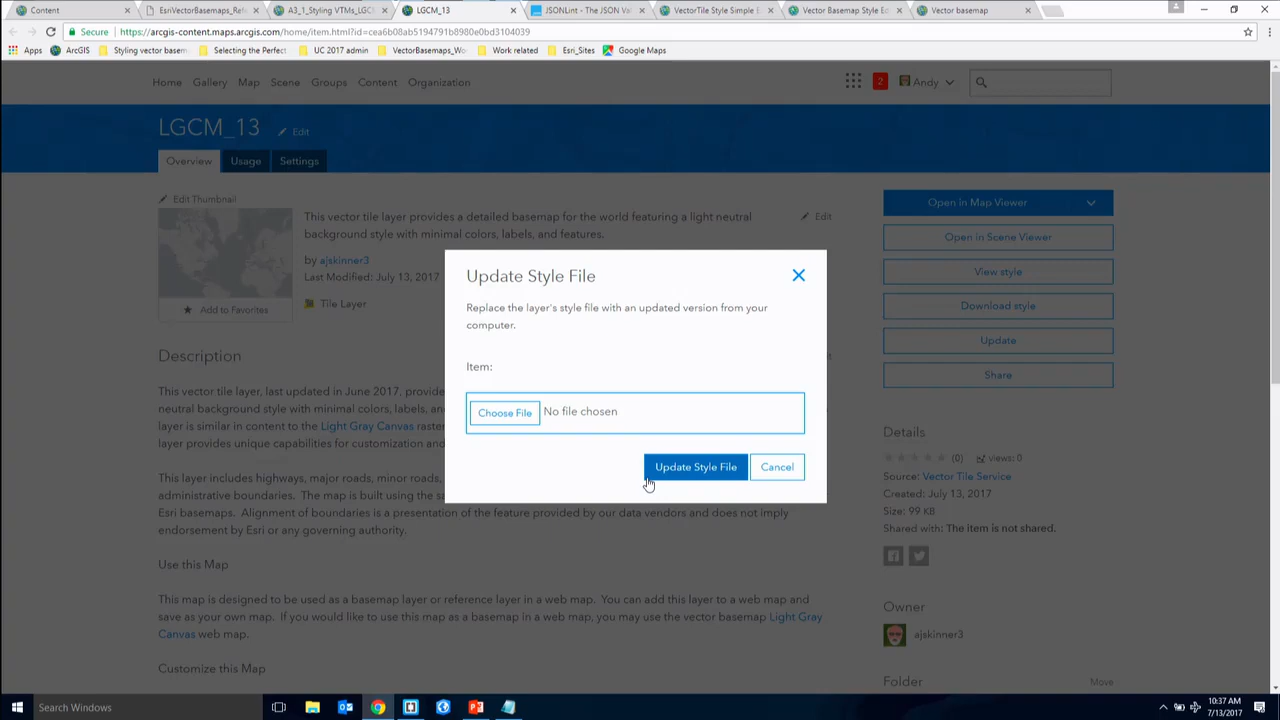 Content
EsriVectorBasemaps_Refe
A3_1_Styling VTMs_LGC
LGCM_13
JSONLint - The JSON Val
VectorTile Style Simple E
Vector Basemap Style Ed
Vector basemap
Secure
https://arcgis-content.maps.arcgis.com/home/item.html?id=cea6b08ab5194791b8980e0bd3104039
Apps
ArcGIS
Styling vector basem
Selecting the Perfect
UC 2017 admin
VectorBasemaps_Wo
Work related
Esri_Sites
Google Maps
Home
Gallery
Map
Scene
Groups
Content
Organization
2
Andy
LGCM_13
Edit
Overview
Usage
Settings
Edit Thumbnail
This vector tile layer provides a detailed basemap for the world featuring a light neutral
background style with minimal colors, labels, and features.
Edit
by ajskinner3
Last Modified: July 13, 2017
Tile Layer
Add to Favorites
Open in Map Viewer
Open in Scene Viewer
View style
Download style
Update
Share
Update Style File
Replace the layer's style file with an updated version from your
computer.
Item:
Choose File
No file chosen
Update Style File
Cancel
Description
This vector tile layer, last updated in June 2017, provide
neutral background style with minimal colors, labels, and
layer is similar in content to the Light Gray Canvas raster
layer provides unique capabilities for customization and
This layer includes highways, major roads, minor roads,
administrative boundaries. The map is built using the sa
Esri basemaps. Alignment of boundaries is a presentation of the feature provided by our data vendors and does not imply
endorsement by Esri or any governing authority.
Use this Map
This map is designed to be used as a basemap layer or reference layer in a web map. You can add this layer to a web map and
save as your own map. If you would like to use this map as a basemap in a web map, you may use the vector basemap Light Gray
Canvas web map.
Customize this Map
Details
(0)
views: 0
Source: Vector Tile Service
Created: July 13, 2017
Size: 99 KB
Shared with: The item is not shared.
Owner
ajskinner3
Folder
Move
Search Windows
10:37 AM
7/13/2017